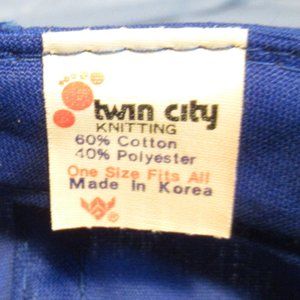 twin city
KNITTING
60% Cotton
40% Polyester
One Size Fits All
Made In Korea